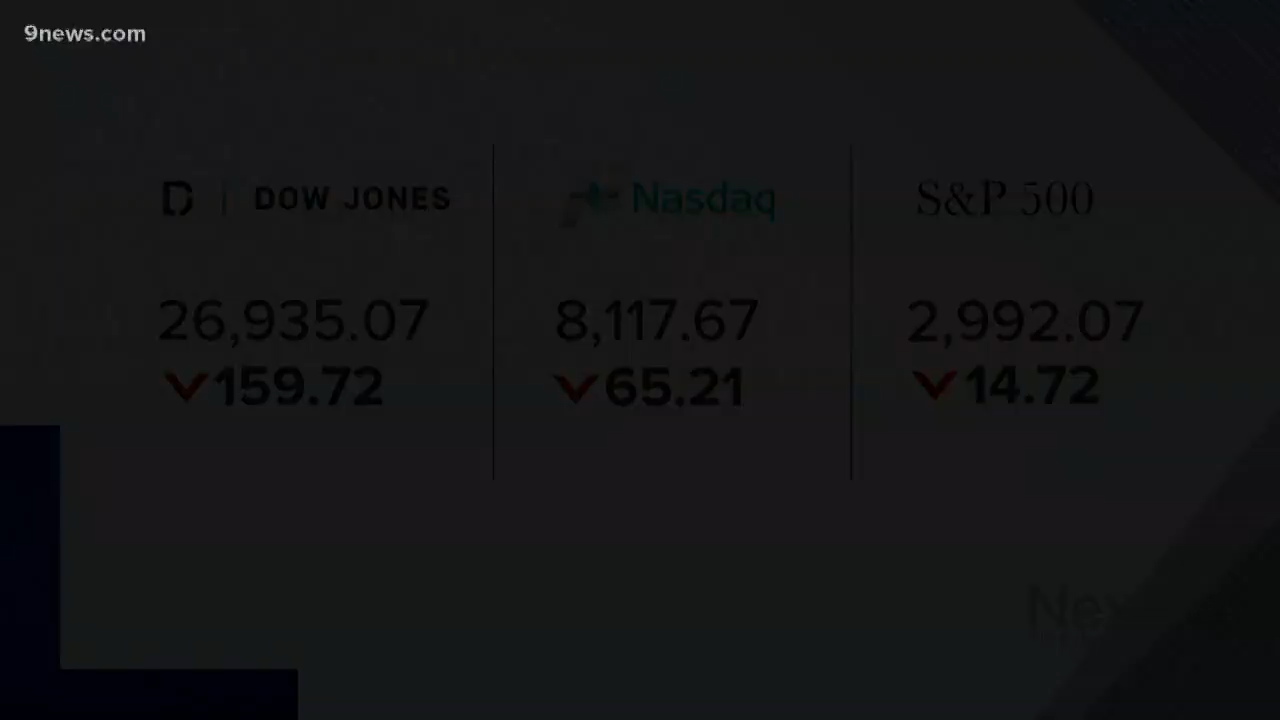 9news.com
D | DOW JONES
Nasdaq
S&P 500
26,935.07
8,117.67
2,992.07
159.72
65.21
14.72